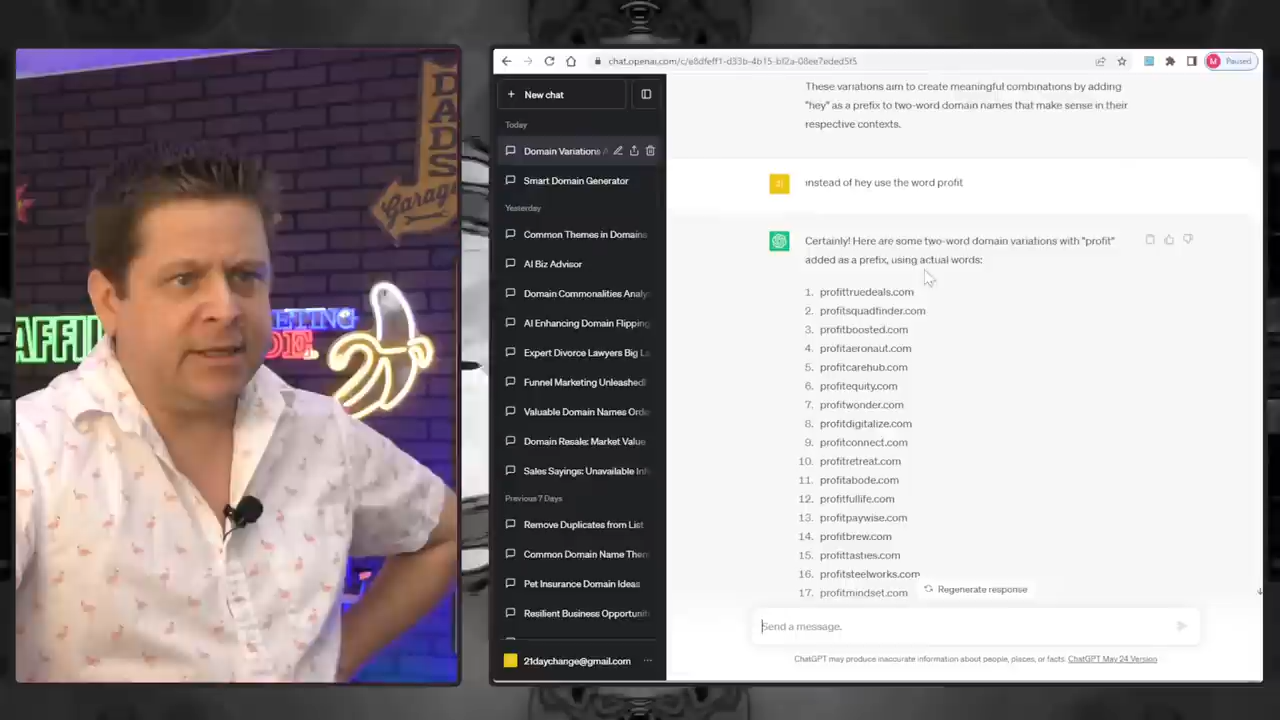 DADS
Garage
AFFIL
KETING
DE.
chat.openai.com/c/e8dfeff1-d33b-4b15-bf2a-08ee7eded5f5
M
Paused
New chat
Today
Domain Variations
Smart Domain Generator
Yesterday
Common Themes in Domains
AI Biz Advisor
Domain Commonalities Analy
AI Enhancing Domain Flipping
Expert Divorce Lawyers Big La
Funnel Marketing Unleashed!
Valuable Domain Names Orde
Domain Resale: Market Value
Sales Sayings: Unavailable Inf
Previous 7 Days
Remove Duplicates from List
Common Domain Name Them
Pet Insurance Domain Ideas
Resilient Business Opportunit
21daychange@gmail.com
These variations aim to create meaningful combinations by adding
"hey" as a prefix to two-word domain names that make sense in their
respective contexts.
instead of hey use the word profit
Certainly! Here are some two-word domain variations with "profit"
added as a prefix, using actual words:
1. profittruedeals.com
2. profitsquadfinder.com
3. profitboosted.com
4. profitaeronaut.com
5. profitcarehub.com
6. profitequity.com
7. profitwonder.com
8. profitdigitalize.com
9. profitconnect.com
10. profitretreat.com
11. profitabode.com
12. profitfullife.com
13. profitpaywise.com
14. profitbrew.com
15. profittasties.com
16. profitsteelworks.com
17. profitmindset.com
Regenerate response
Send a message.
ChatGPT may produce inaccurate information about people, places, or facts. ChatGPT May 24 Version